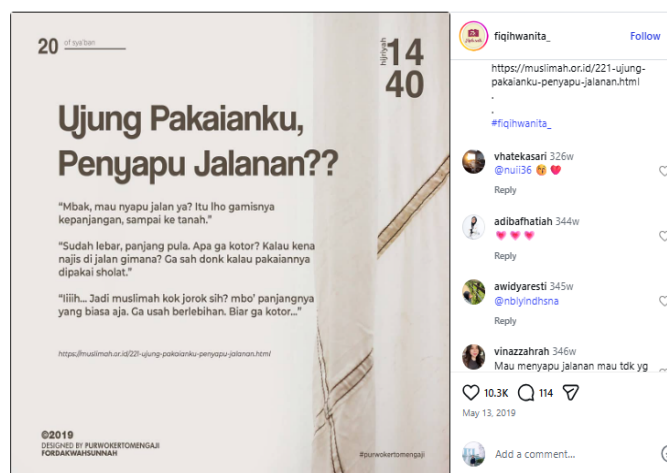 20 of sya'ban
hijriyah
14
40
Ujung Pakaianku,
Penyapu Jalanan??
“Mbak, mau nyapu jalan ya? Itu lho gamisnya
kepanjangan, sampai ke tanah.”
“Sudah lebar, panjang pula. Apa ga kotor? Kalau kena
najis di jalan gimana? Ga sah donk kalau pakaiannya
dipakai sholat.”
“Iiiih... Jadi muslimah kok jorok sih? mbo’ panjangnya
yang biasa aja. Ga usah berlebihan. Biar ga kotor...”
https://muslimah.or.id/221-ujung-pakaianku-penyapu-jalanan.html
©2019
DESIGNED BY PURWOKERTOMENGAJI
FORDAKWAHSUNNAH
#purwokertomengaji
fiqihwanita_
Follow
https://muslimah.or.id/221-ujung-
pakaianku-penyapu-jalanan.html
.
.
#fiqihwanita_
vhatekasari 326w
@nuii36
Reply
adibafhatiah 344w
Reply
awidyaresti 345w
@nblyindhsna
Reply
vinazzahrah 346w
Mau menyapu jalanan mau tdk yg
10.3K
114
May 13, 2019
Add a comment...